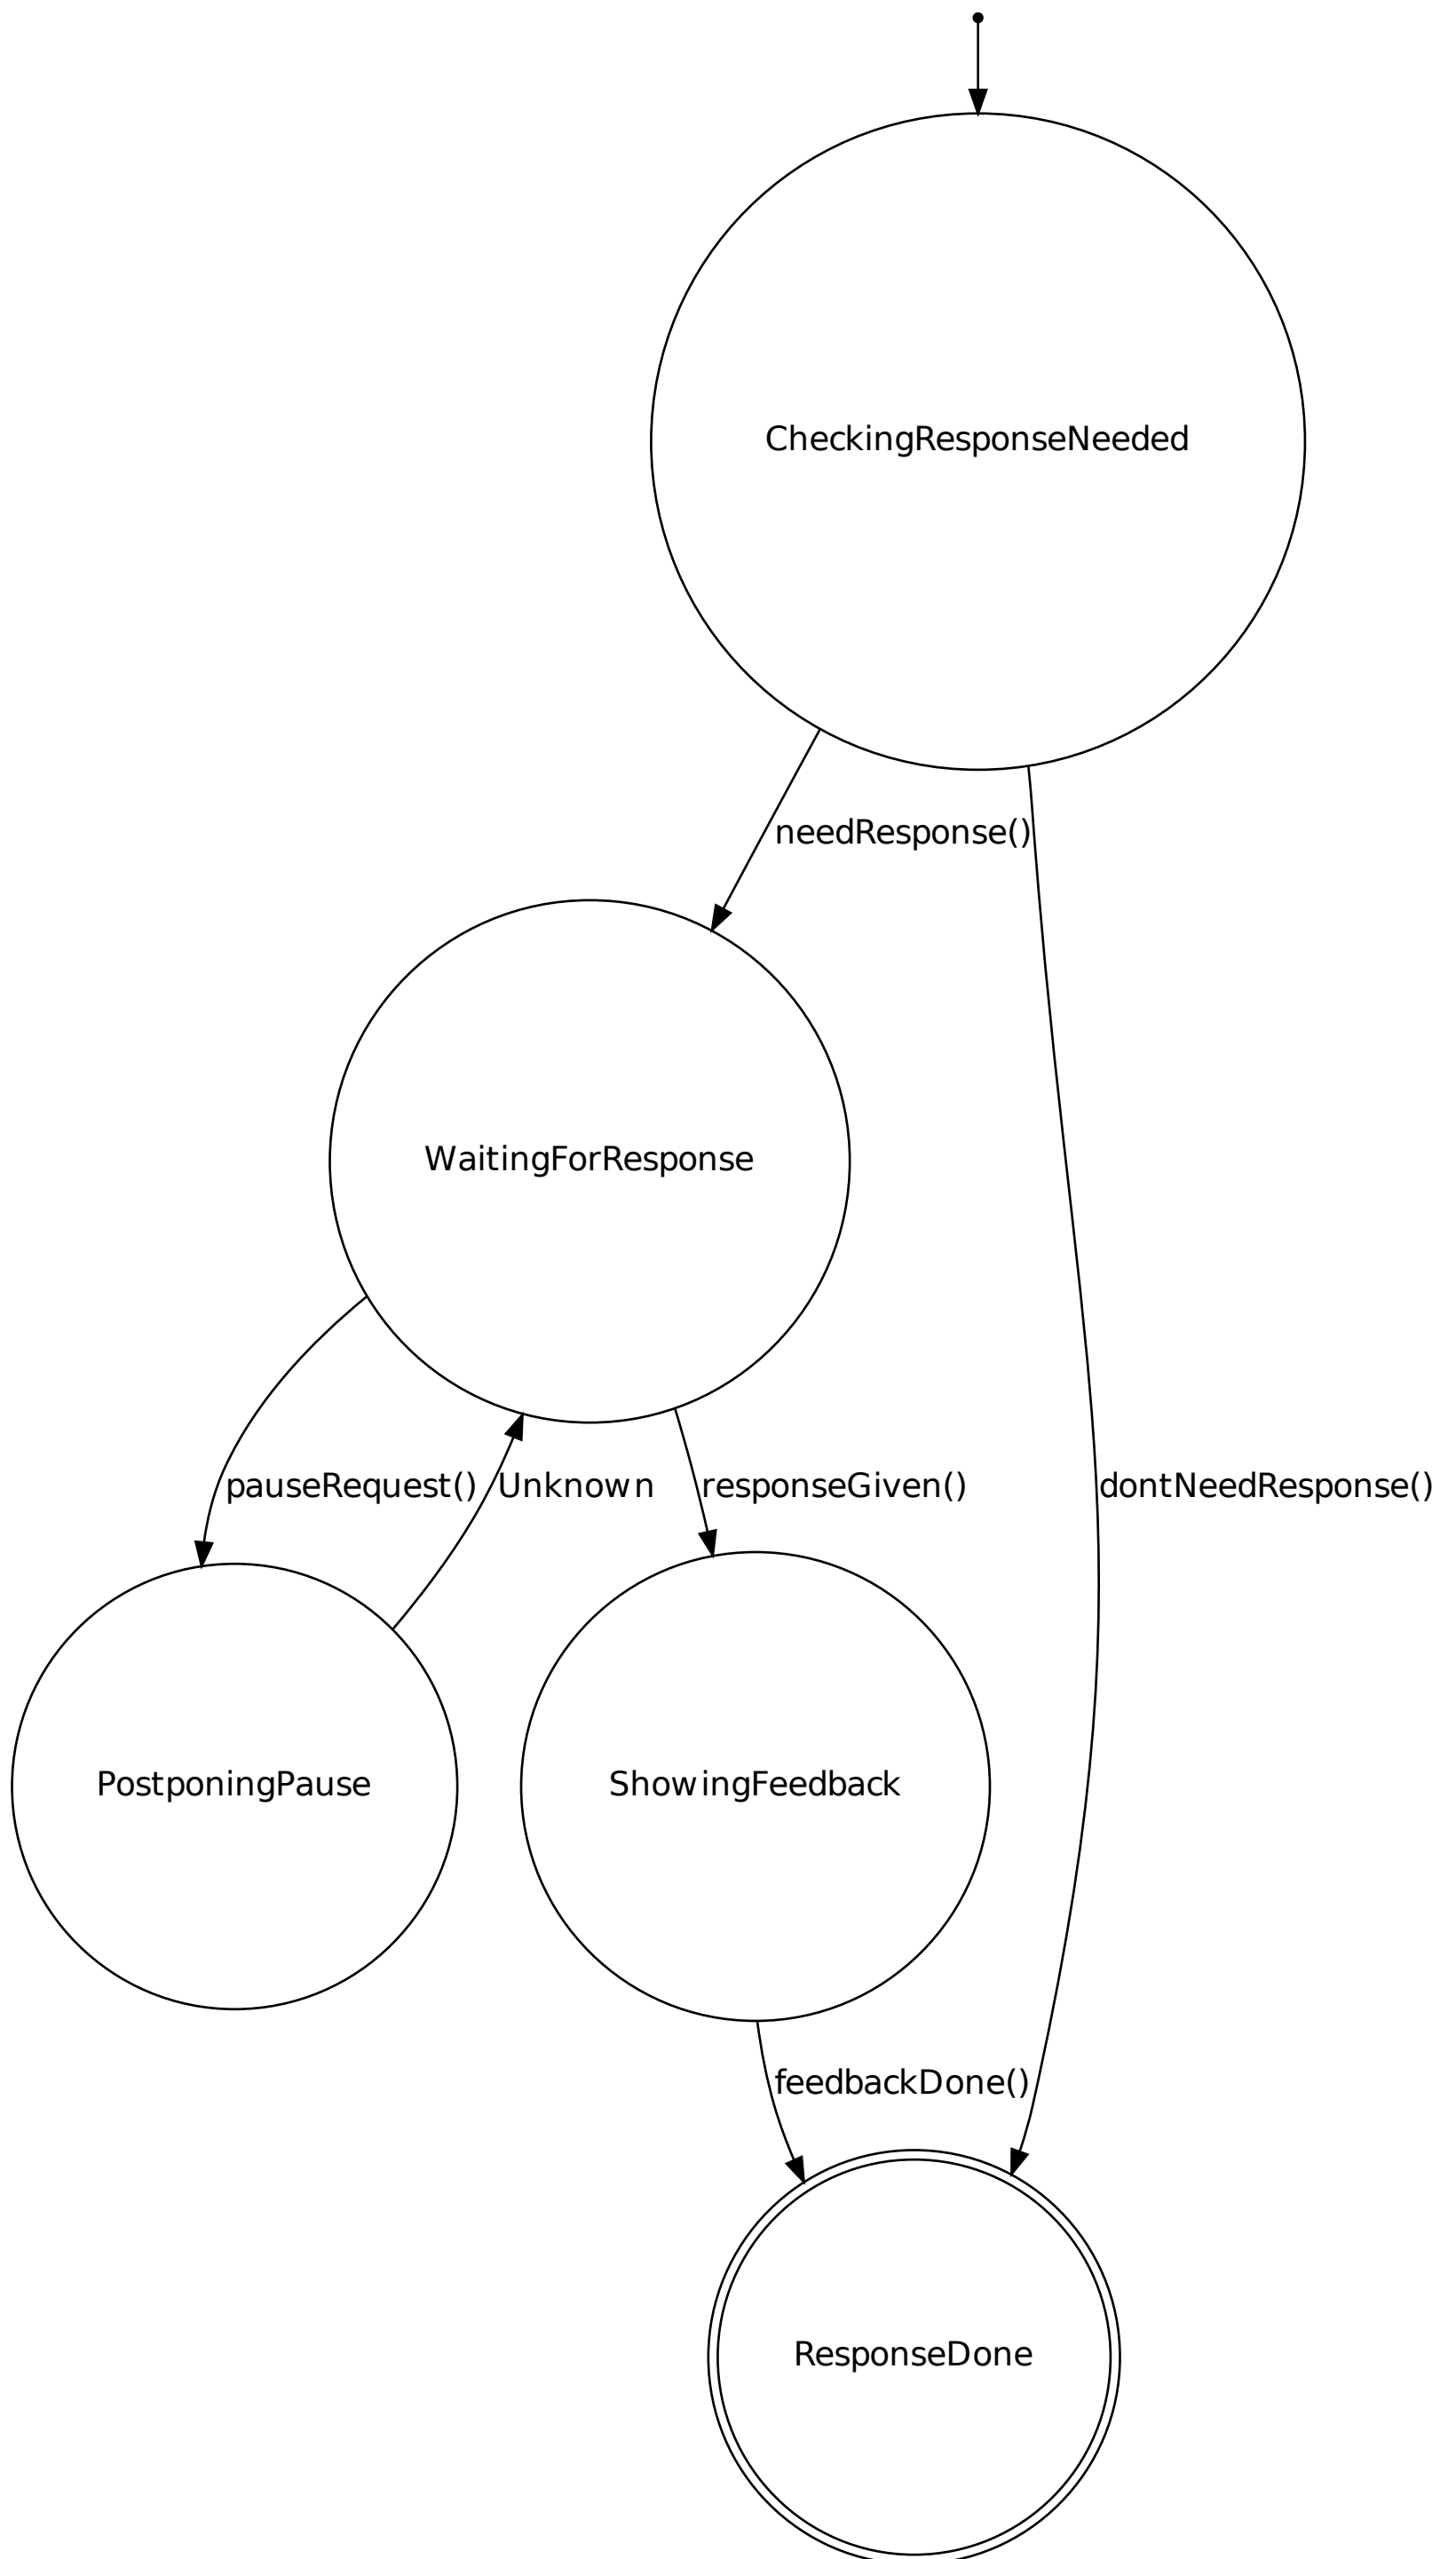 CheckingResponseNeeded
needResponse()
WaitingForResponse
pauseRequest()
Unknown
responseGiven()
dontNeedResponse()
PostponingPause
ShowingFeedback
feedbackDone()
ResponseDone